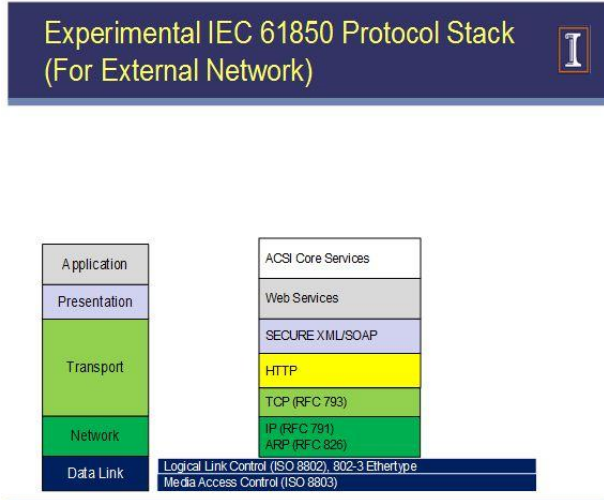 Experimental IEC 61850 Protocol Stack
(For External Network)
I
Application
Presentation
Transport
Network
Data Link
ACSI Core Services
Web Services
SECURE XML/SOAP
HTTP
TCP (RFC 793)
IP (RFC 791)
ARP (RFC 826)
Logical Link Control (ISO 8802), 802-3 Ethertype
Media Access Control (ISO 8803)